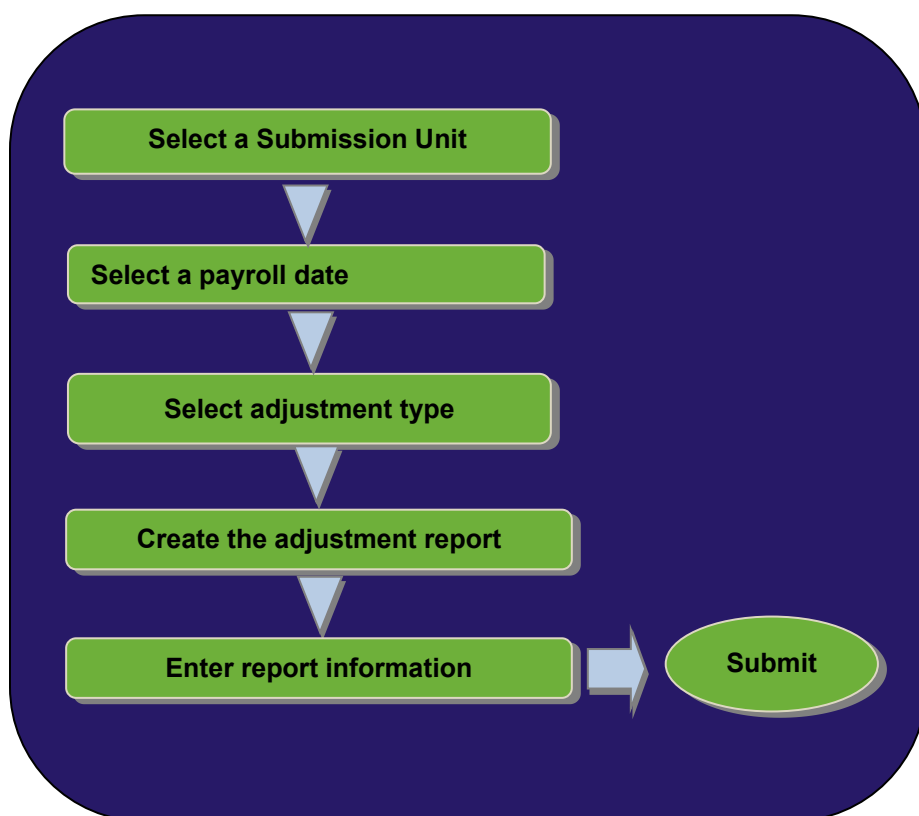 Select a Submission Unit
Select a payroll date
Select adjustment type
Create the adjustment report
Enter report information
Submit